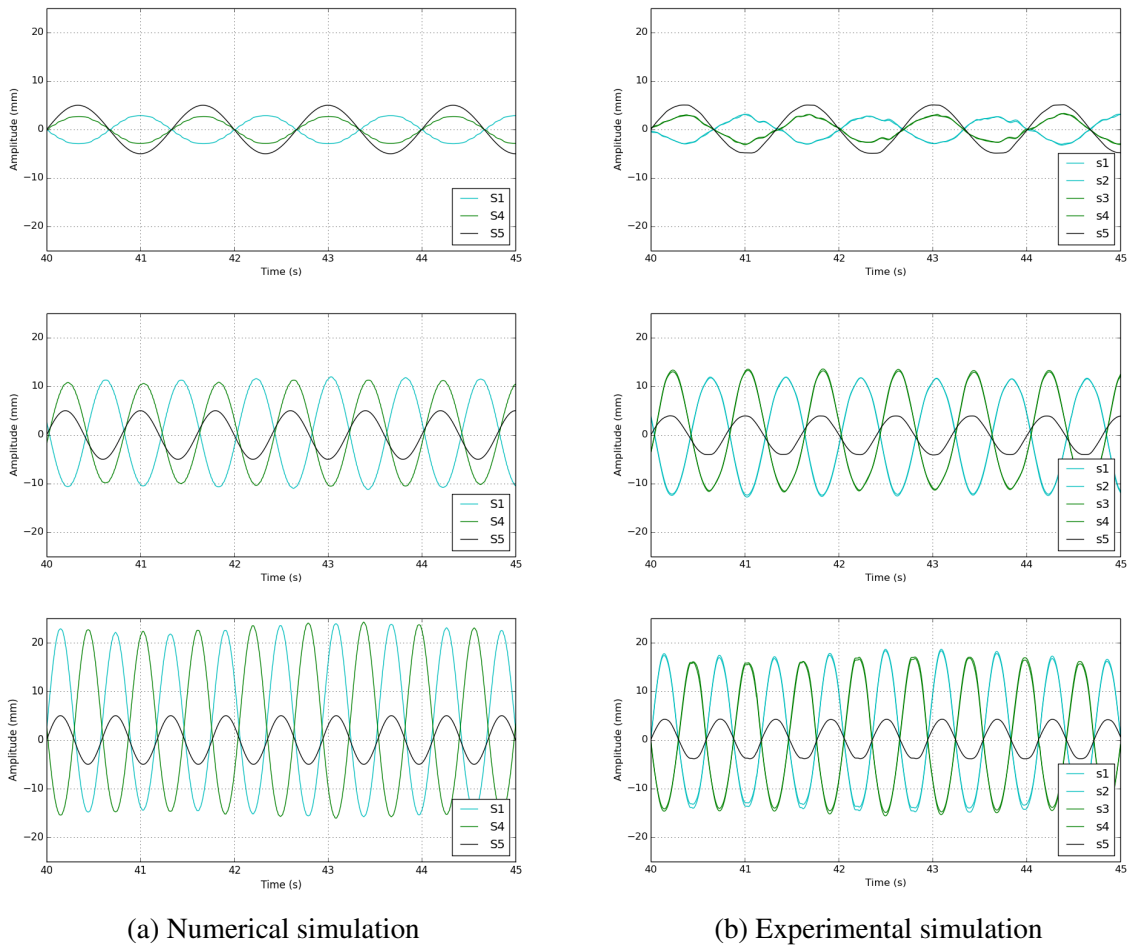 20
10
0
−10
−20
Amplitude (mm)
40 41 42 43 44 45
Time (s)
S1
S4
S5
20
10
0
−10
−20
Amplitude (mm)
40 41 42 43 44 45
Time (s)
s1
s2
s3
s4
s5
20
10
0
−10
−20
Amplitude (mm)
40 41 42 43 44 45
Time (s)
S1
S4
S5
20
10
0
−10
−20
Amplitude (mm)
40 41 42 43 44 45
Time (s)
s1
s2
s3
s4
s5
20
10
0
−10
−20
Amplitude (mm)
40 41 42 43 44 45
Time (s)
S1
S4
S5
20
10
0
−10
−20
Amplitude (mm)
40 41 42 43 44 45
Time (s)
s1
s2
s3
s4
s5
(a) Numerical simulation
(b) Experimental simulation